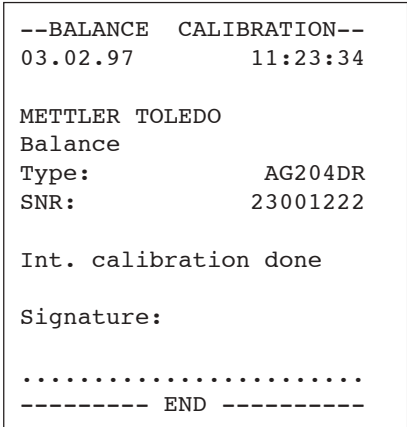 --BALANCE  CALIBRATION--
03.02.97        11:23:34
METTLER TOLEDO
Balance
Type:            AG204DR
SNR:            23001222
Int. calibration done
Signature:
........................
--------- END ----------